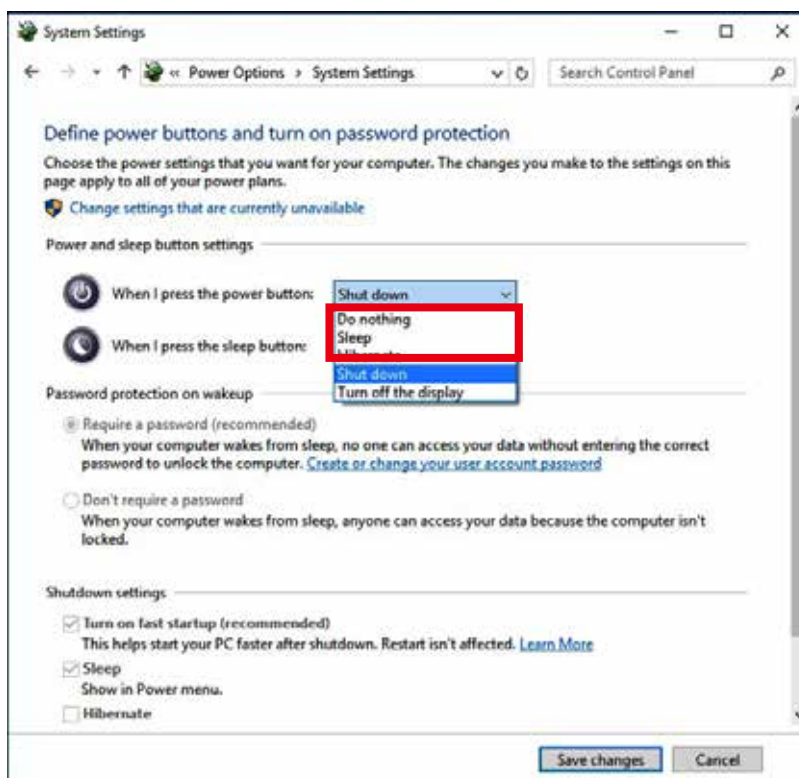 System Settings
« Power Options › System Settings
Search Control Panel
Define power buttons and turn on password protection
Choose the power settings that you want for your computer. The changes you make to the settings on this
page apply to all of your power plans.
Change settings that are currently unavailable
Power and sleep button settings
When I press the power button:
Shut down
Do nothing
Sleep
Hibernate
Shut down
Turn off the display
When I press the sleep button:
Password protection on wakeup
Require a password (recommended)
When your computer wakes from sleep, no one can access your data without entering the correct
password to unlock the computer. Create or change your user account password
Don't require a password
When your computer wakes from sleep, anyone can access your data because the computer isn't
locked.
Shutdown settings
Turn on fast startup (recommended)
This helps start your PC faster after shutdown. Restart isn't affected. Learn More
Sleep
Show in Power menu.
Hibernate
Save changes
Cancel